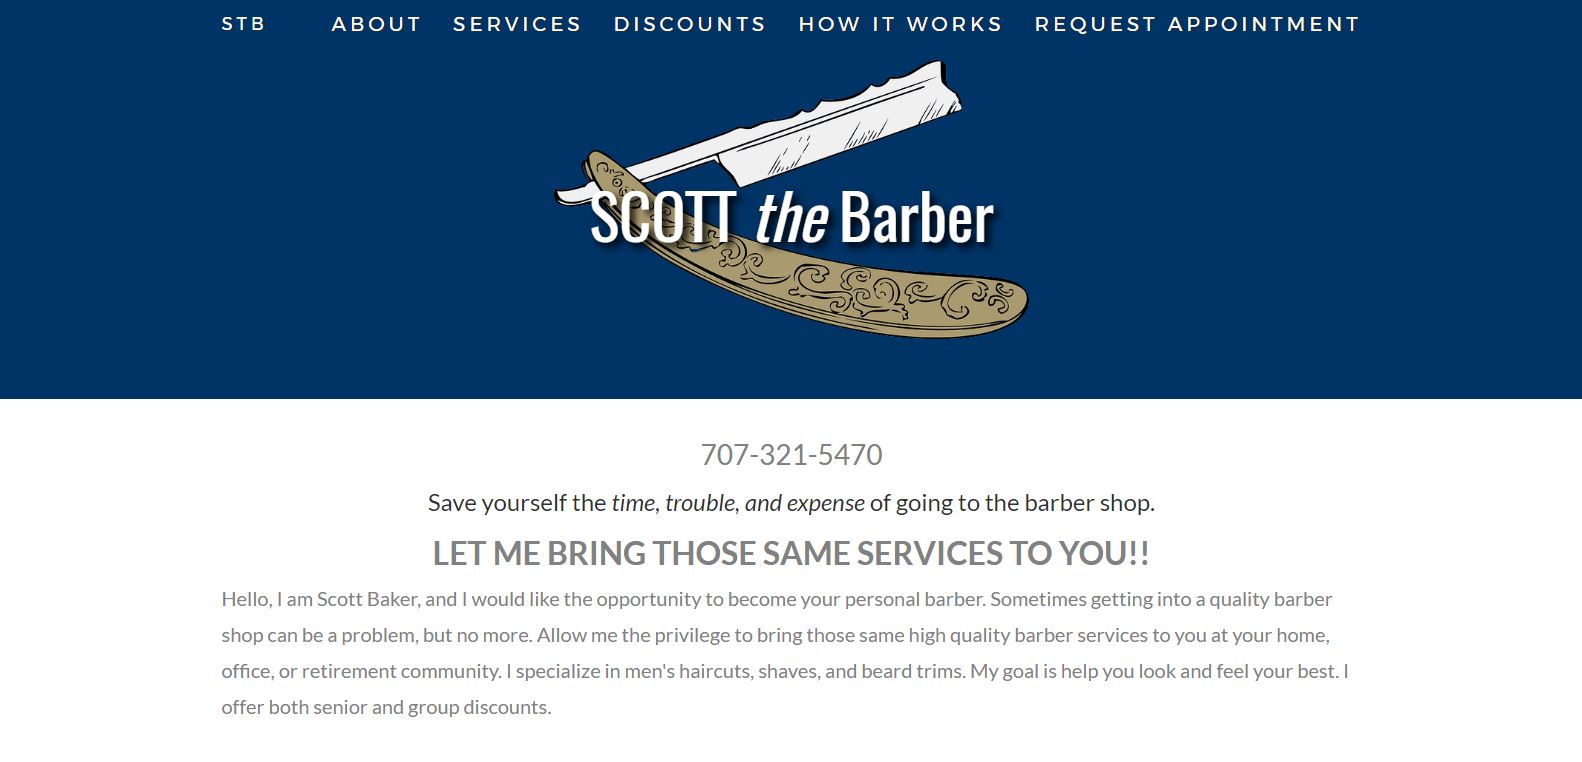 STB ABOUT SERVICES DISCOUNTS HOW IT WORKS REQUEST APPOINTMENT
SCOTT the Barber
707-321-5470
Save yourself the time, trouble, and expense of going to the barber shop.
LET ME BRING THOSE SAME SERVICES TO YOU!!
Hello, I am Scott Baker, and I would like the opportunity to become your personal barber. Sometimes getting into a quality barber
shop can be a problem, but no more. Allow me the privilege to bring those same high quality barber services to you at your home,
office, or retirement community. I specialize in men's haircuts, shaves, and beard trims. My goal is help you look and feel your best. I
offer both senior and group discounts.